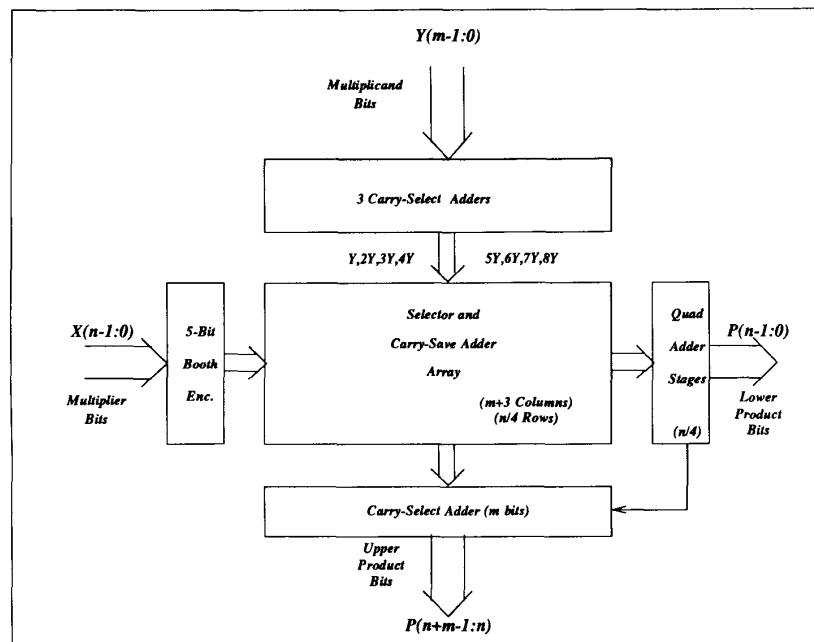 Y(m-1:0)
Multiplicand
Bits
3 Carry-Select Adders
Y,2Y,3Y,4Y
5Y,6Y,7Y,8Y
X(n-1:0)
Multiplier
Bits
5-Bit
Booth
Enc.
Selector and
Carry-Save Adder
Array
(m+3 Columns)
(n/4 Rows)
Quad
Adder
Stages
(n/4)
P(n-1:0)
Lower
Product
Bits
Carry-Select Adder (m bits)
Upper
Product
Bits
P(n+m-1:n)